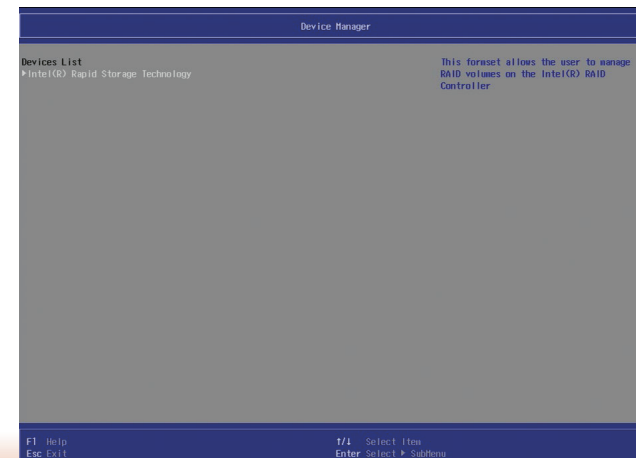 Device Manager
Devices List
▶Intel(R) Rapid Storage Technology
This formset allows the user to manage
RAID volumes on the Intel(R) RAID
Controller
F1 Help
Esc Exit
↑/↓ Select Item
Enter Select ▶ SubMenu